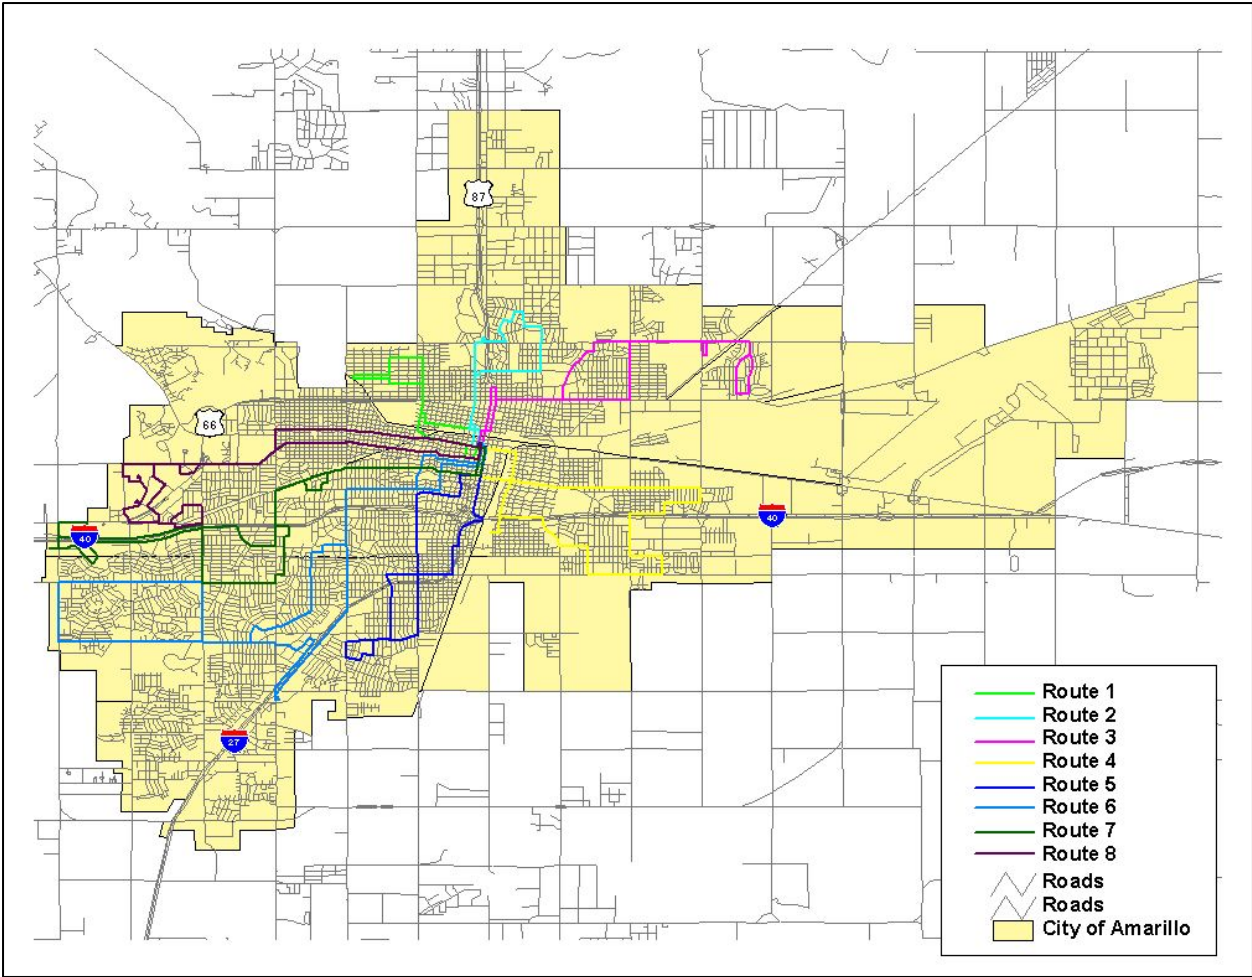 87
66
40
40
27
Route 1
Route 2
Route 3
Route 4
Route 5
Route 6
Route 7
Route 8
Roads
Roads
City of Amarillo